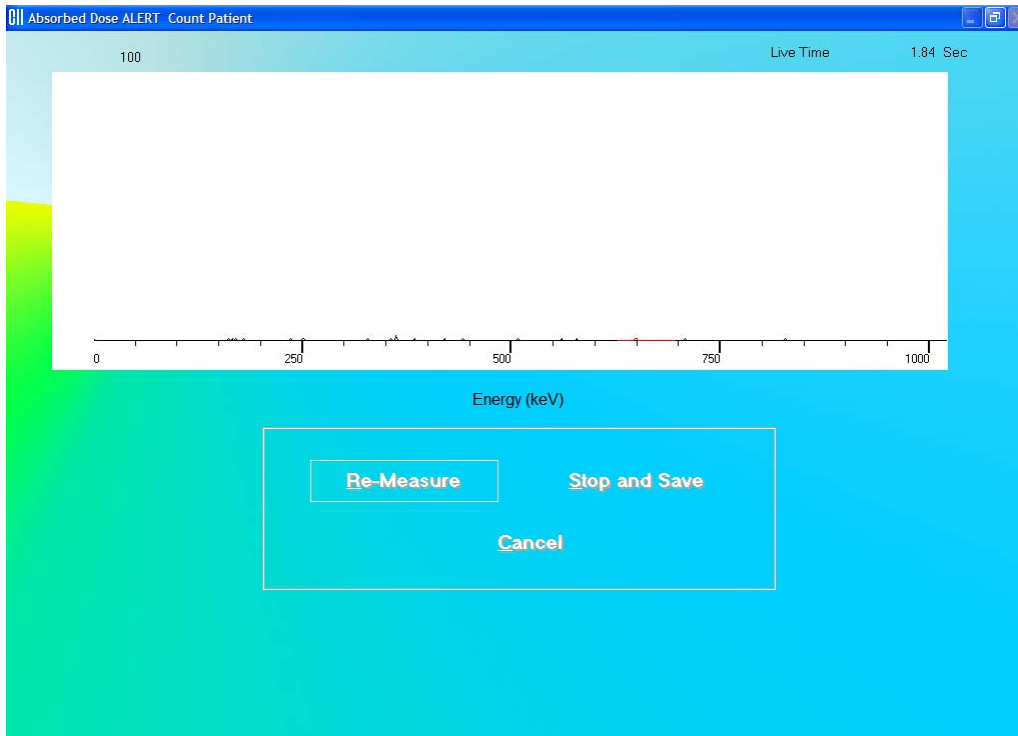 CII Absorbed Dose ALERT Count Patient
100
Live Time 1.84 Sec
0 250 500 750 1000
Energy (keV)
Re-Measure Stop and Save
Cancel